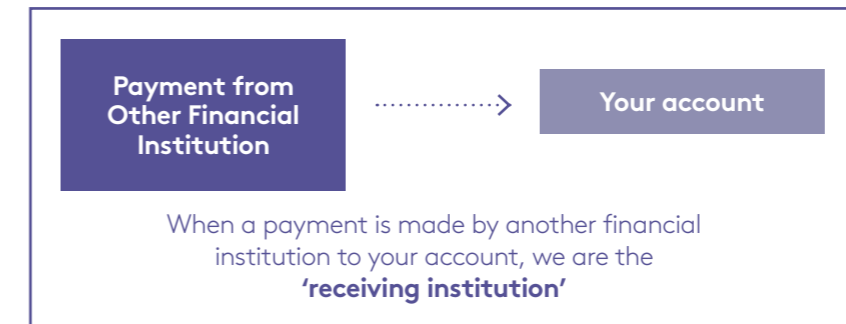 Payment from
Other Financial
Institution
Your account
When a payment is made by another financial
institution to your account, we are the
‘receiving institution’